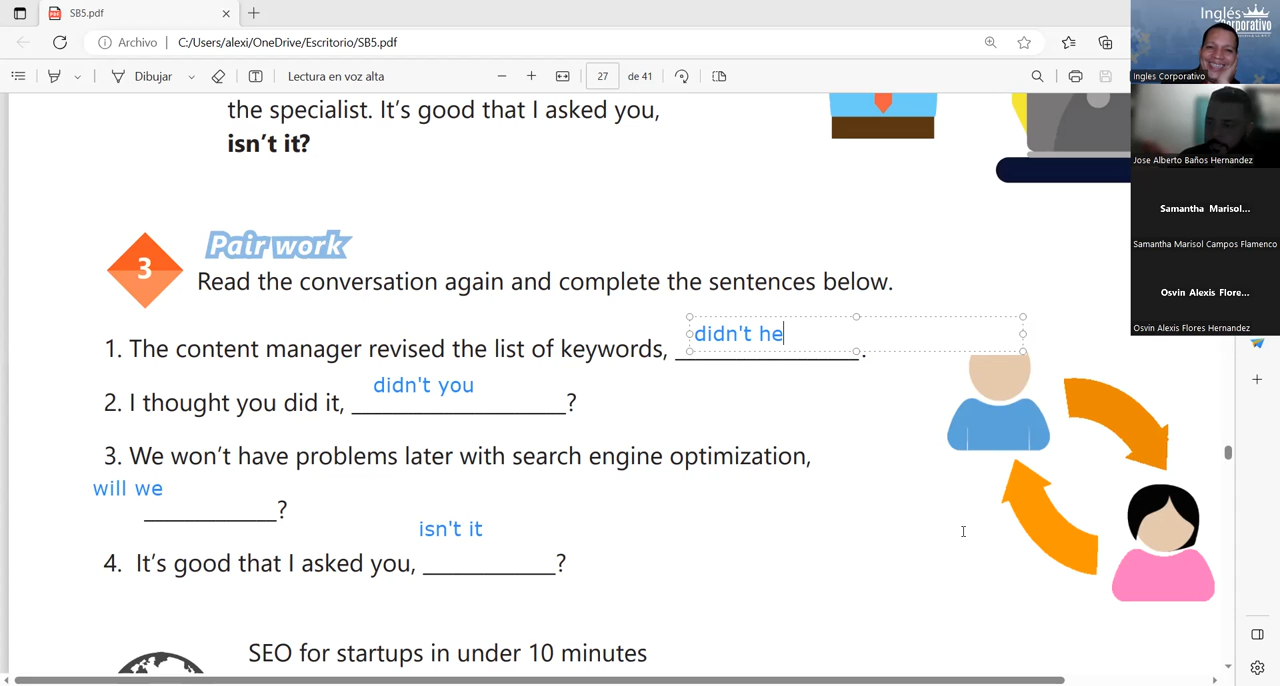 SB5.pdf
Archivo
C:/Users/alexi/OneDrive/Escritorio/SB5.pdf
Dibujar
Lectura en voz alta
27
de 41
Inglés
Corporativo
Ingles Corporativo
Jose Alberto Baños Hernandez
Samantha Marisol...
Samantha Marisol Campos Flamenco
Osvin Alexis Flore...
Osvin Alexis Flores Hernandez
the specialist. It's good that I asked you,
isn't it?
3
Pair work
Read the conversation again and complete the sentences below.
didn't he
1. The content manager revised the list of keywords, ______________.
didn't you
2. I thought you did it, ________________?
3. We won't have problems later with search engine optimization,
will we
__________?
isn't it
4. It's good that I asked you, __________?
SEO for startups in under 10 minutes